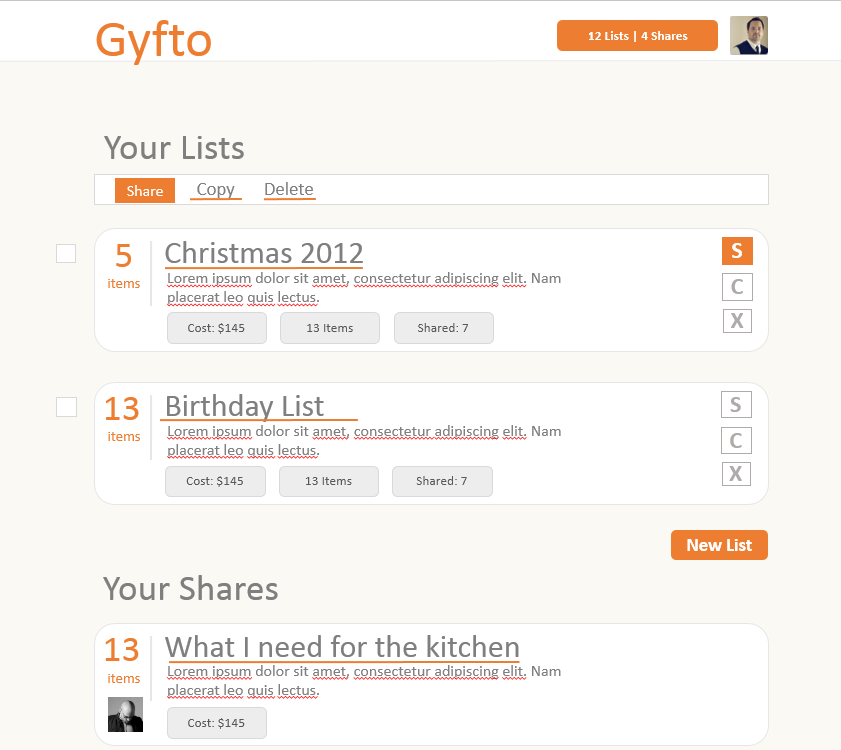 Gyfto
12 Lists | 4 Shares
Your Lists
Share Copy Delete
5
items
Christmas 2012
Lorem ipsum dolor sit amet, consectetur adipiscing elit. Nam
placerat leo quis lectus.
Cost: $145
13 Items
Shared: 7
S
C
X
13
items
Birthday List
Lorem ipsum dolor sit amet, consectetur adipiscing elit. Nam
placerat leo quis lectus.
Cost: $145
13 Items
Shared: 7
S
C
X
New List
Your Shares
13
items
What I need for the kitchen
Lorem ipsum dolor sit amet, consectetur adipiscing elit. Nam
placerat leo quis lectus.
Cost: $145